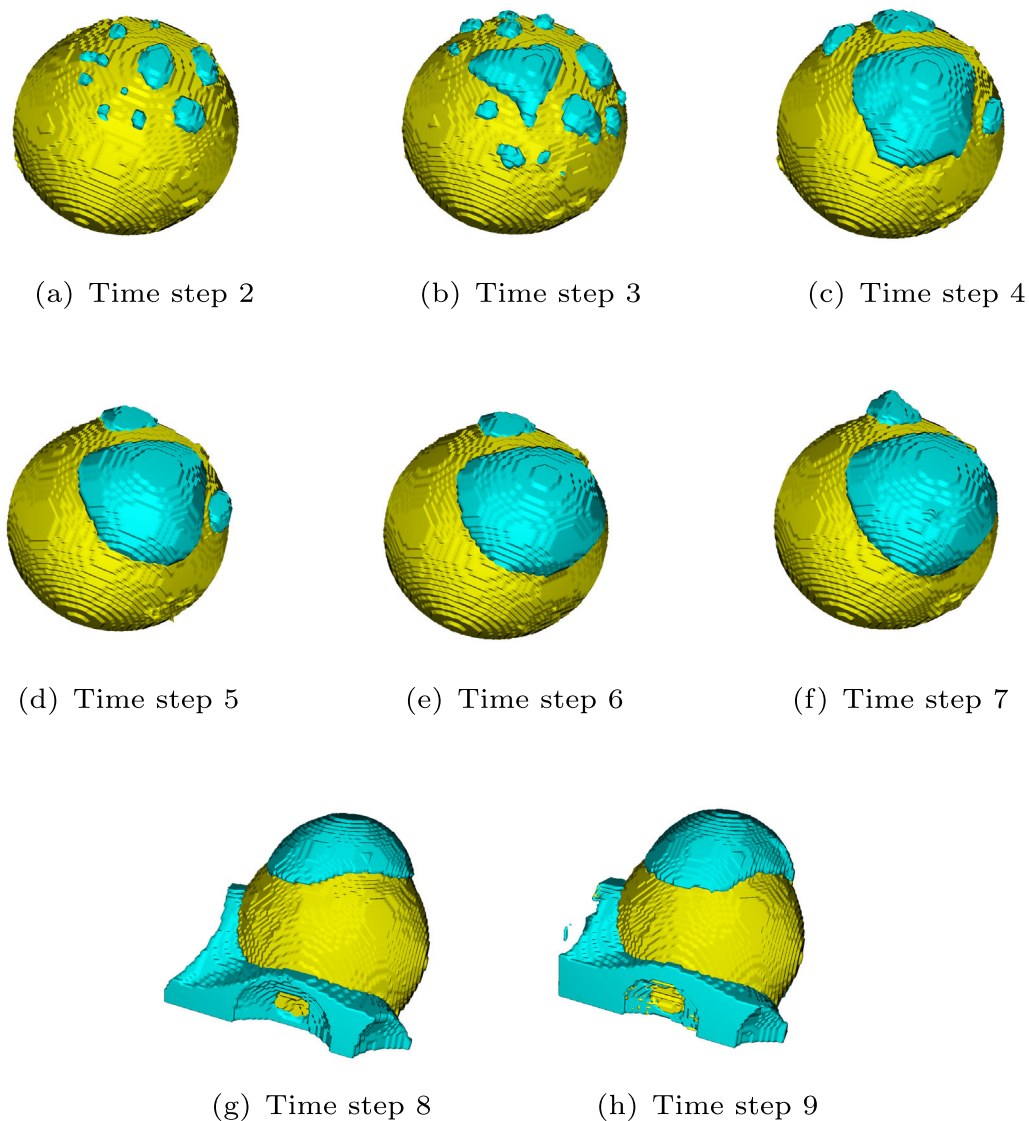 (a) Time step 2
(b) Time step 3
(c) Time step 4
(d) Time step 5
(e) Time step 6
(f) Time step 7
(g) Time step 8
(h) Time step 9